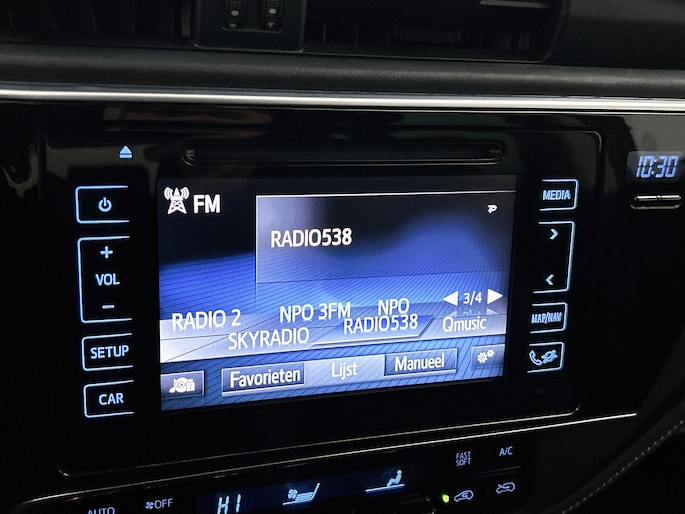 10:30
FM
RADIO538
3/4
RADIO 2
NPO 3FM
NPO
SKYRADIO
RADIO538
Qmusic
Favorieten
Lijst
Manueel
VOL
SETUP
CAR
MEDIA
MAP/NAV
AUTO
OFF
HI
FAST
SOFT
A/C